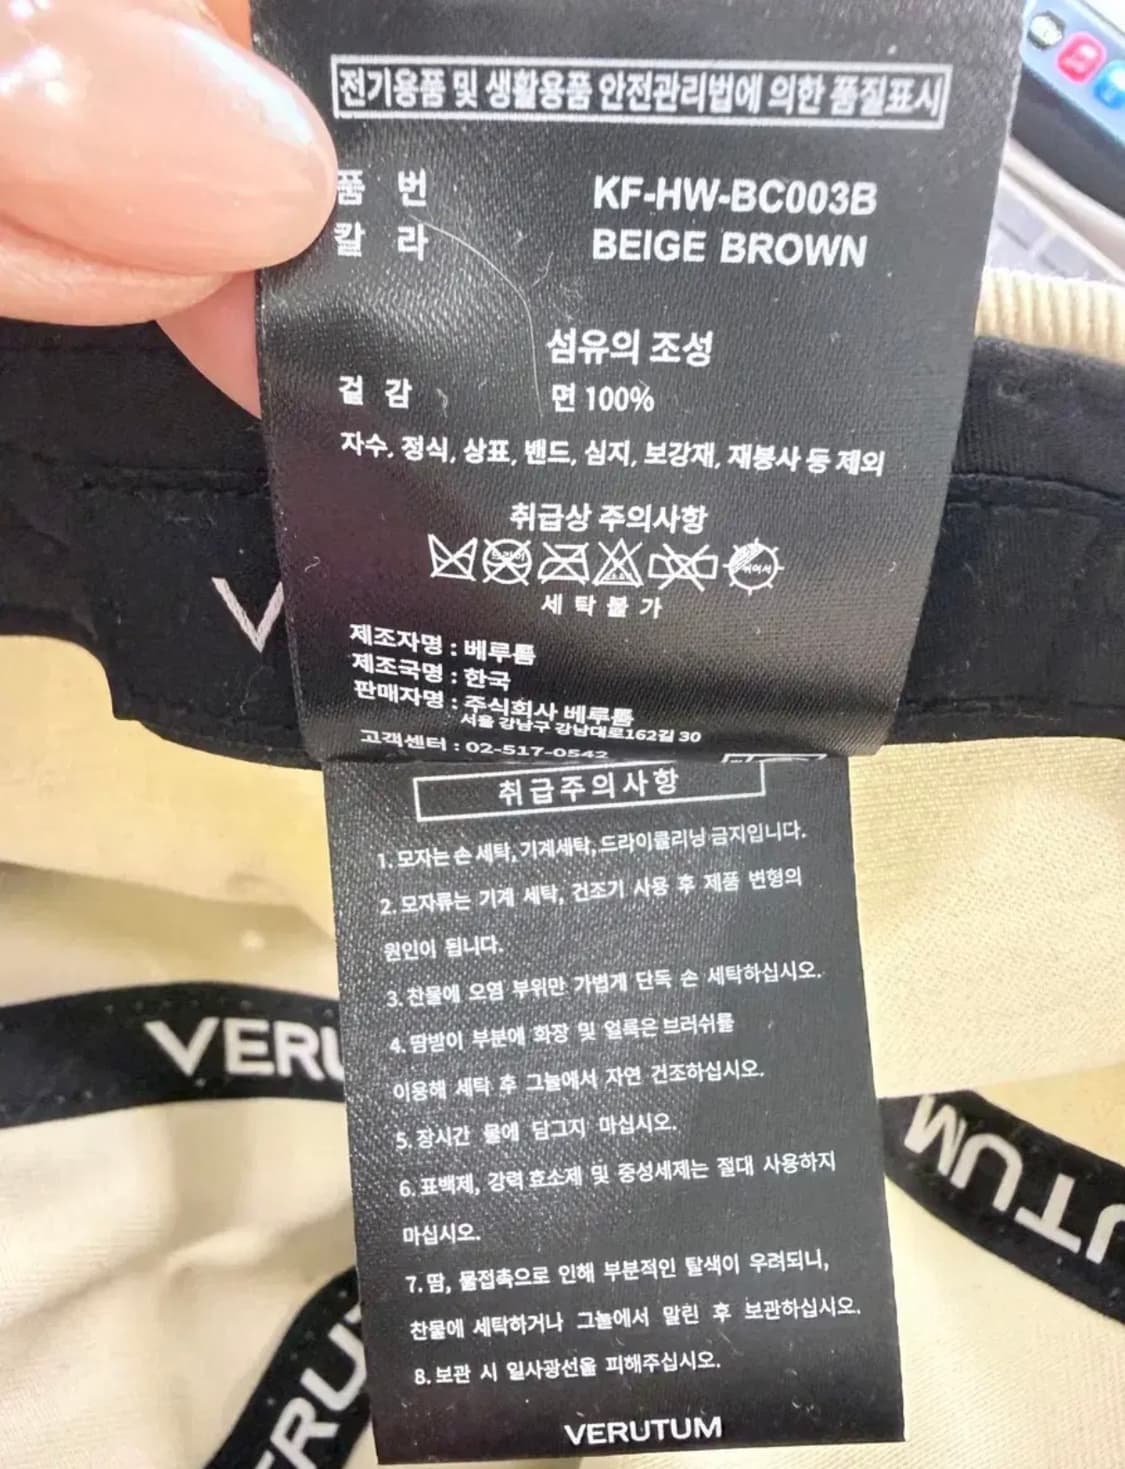 전기용품 및 생활용품 안전관리법에 의한 품질표시
품 번 KF-HW-BC003B
칼 라 BEIGE BROWN
섬유의 조성
겉 감 면 100%
자수, 정식, 상표, 밴드, 심지, 보강재, 재봉사 등 제외
취급상 주의사항
드라이 뉘어서
세탁불가
제조자명 : 베루툼
제조국명 : 한국
판매자명 : 주식회사 베루툼
서울 강남구 강남대로162길 30
고객센터 : 02-517-0542
V
취급주의사항
1. 모자는 손 세탁, 기계세탁, 드라이클리닝 금지입니다.
2. 모자류는 기계 세탁, 건조기 사용 후 제품 변형의
원인이 됩니다.
3. 찬물에 오염 부위만 가볍게 단독 손 세탁하십시오.
4. 땀받이 부분에 화장 및 얼룩은 브러쉬를
이용해 세탁 후 그늘에서 자연 건조하십시오.
5. 장시간 물에 담그지 마십시오.
6. 표백제, 강력 효소제 및 중성세제는 절대 사용하지
마십시오.
7. 땀, 물접촉으로 인해 부분적인 탈색이 우려되니,
찬물에 세탁하거나 그늘에서 말린 후 보관하십시오.
8. 보관 시 일사광선을 피해주십시오.
VERUTUM
VERU
UTUM
ERU